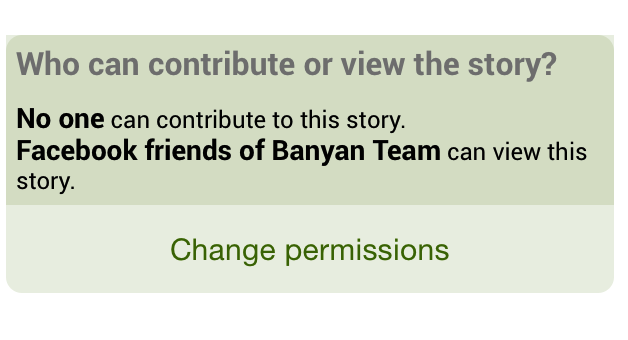 Who can contribute or view the story?
No one can contribute to this story.
Facebook friends of Banyan Team can view this
story.
Change permissions